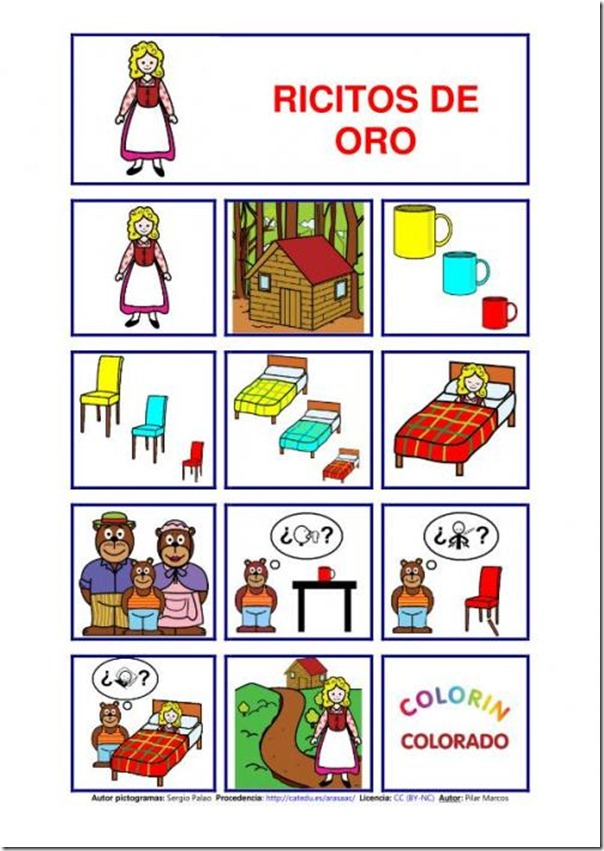 RICITOS DE
ORO
¿ ?
¿ ?
¿ ?
COLORIN
COLORADO
Autor pictogramas: Sergio Palao Procedencia: http://catedu.es/arasaac/ Licencia: CC (BY-NC) Autor: Pilar Marcos